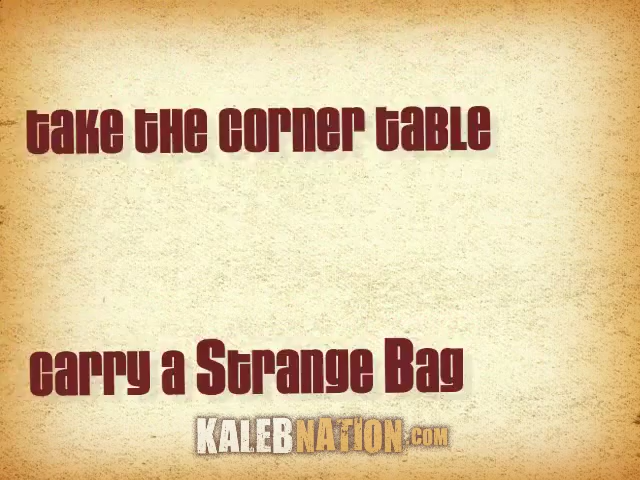 take the corner table
carry a Strange Bag
KALEBNATION.COM